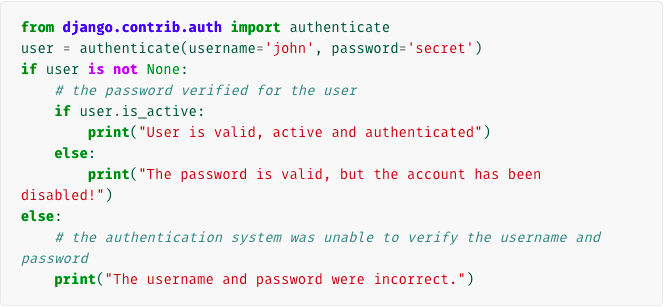 from django.contrib.auth import authenticate
user = authenticate(username='john', password='secret')
if user is not None:
    # the password verified for the user
    if user.is_active:
        print("User is valid, active and authenticated")
    else:
        print("The password is valid, but the account has been
disabled!")
else:
    # the authentication system was unable to verify the username and
password
    print("The username and password were incorrect.")